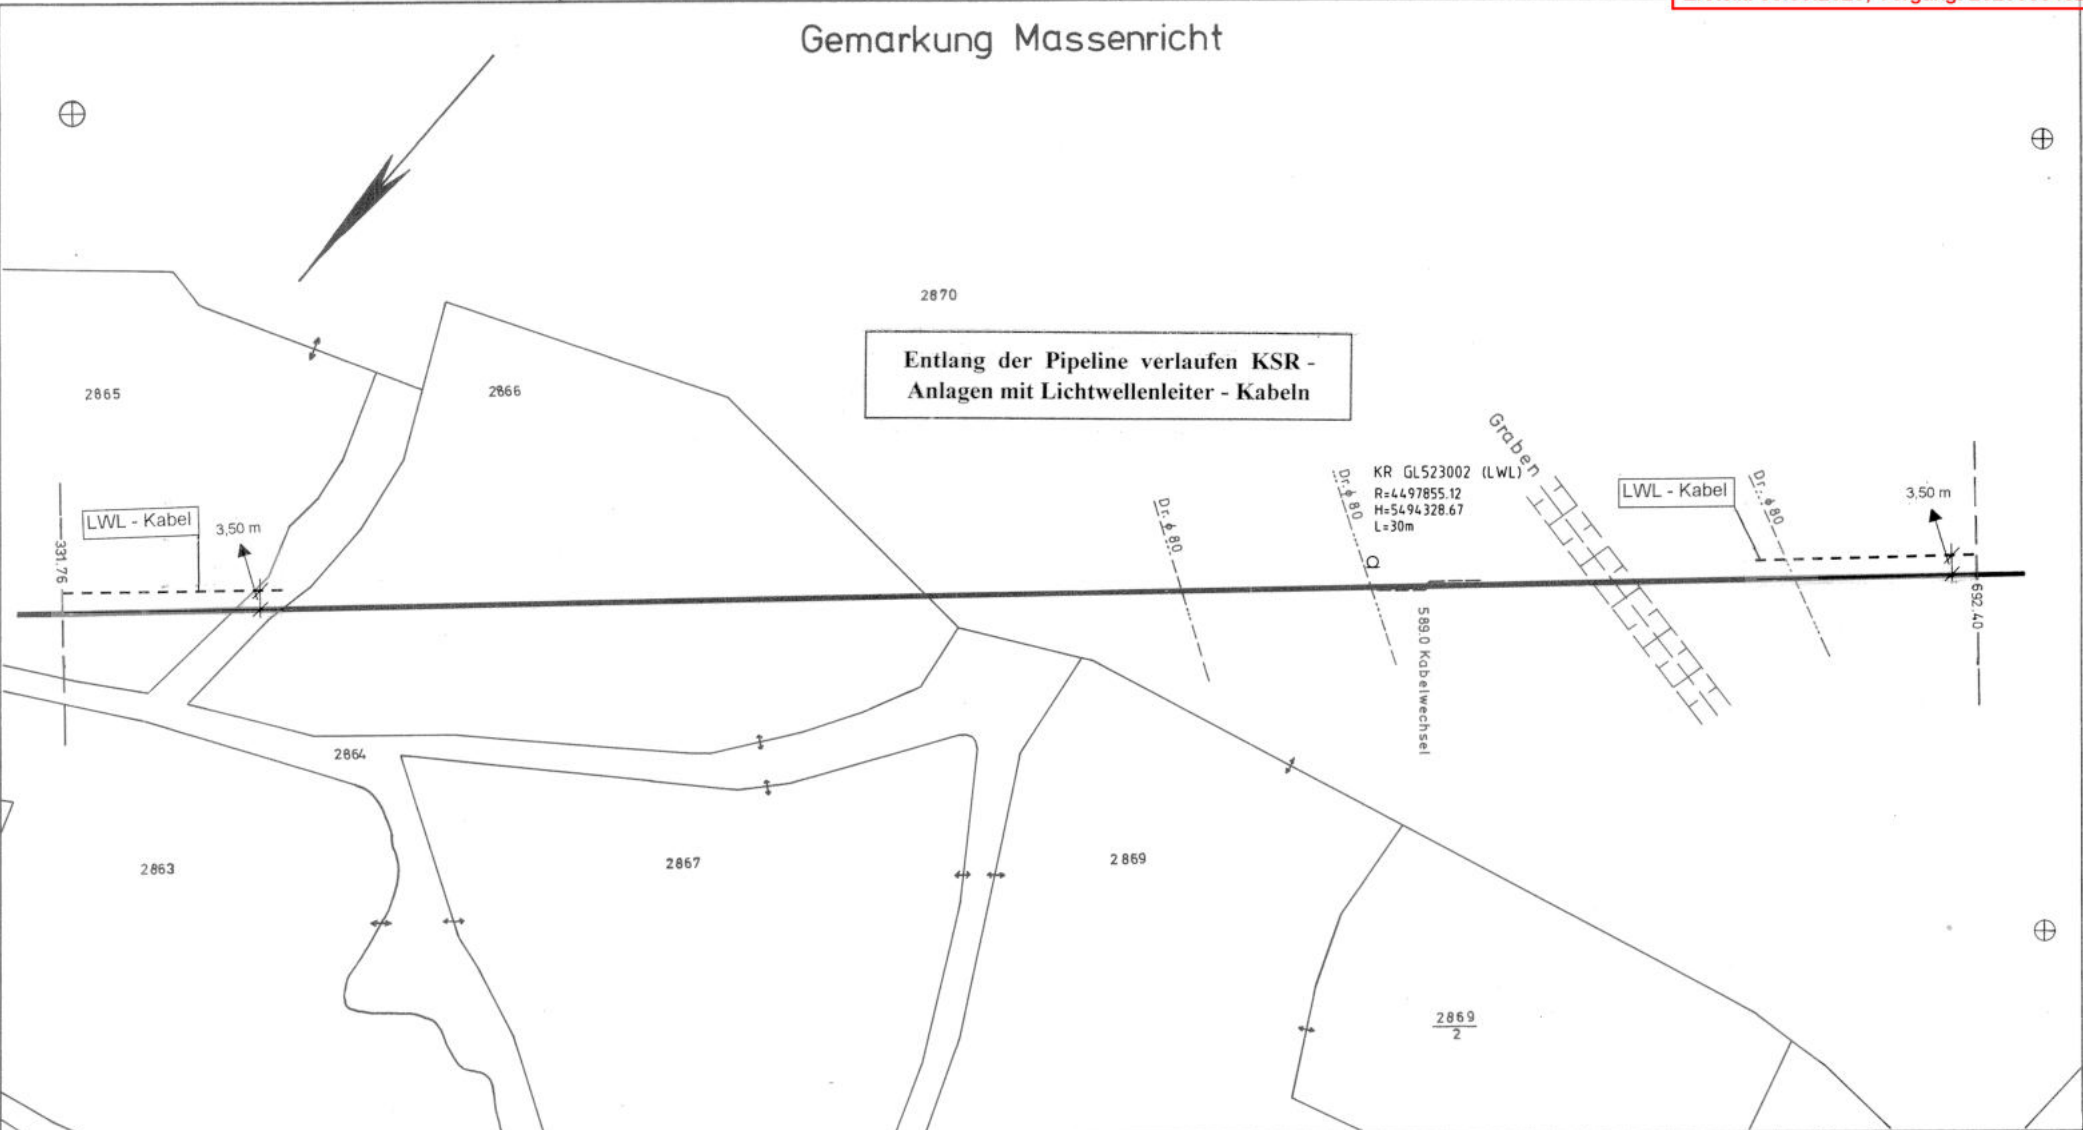 Gemarkung Massenricht
2870
Entlang der Pipeline verlaufen KSR -
Anlagen mit Lichtwellenleiter - Kabeln
2865
2866
Graben
KR GL523002 (LWL)
R=4497855.12
H=5494328.67
L=30m
Dr. ϕ 80
Dr. ϕ 80
Dr. ϕ 80
LWL - Kabel
3,50 m
LWL - Kabel
3,50 m
331.76
692.40
589.0 Kabelwechsel
2864
2863
2867
2869
2869
2